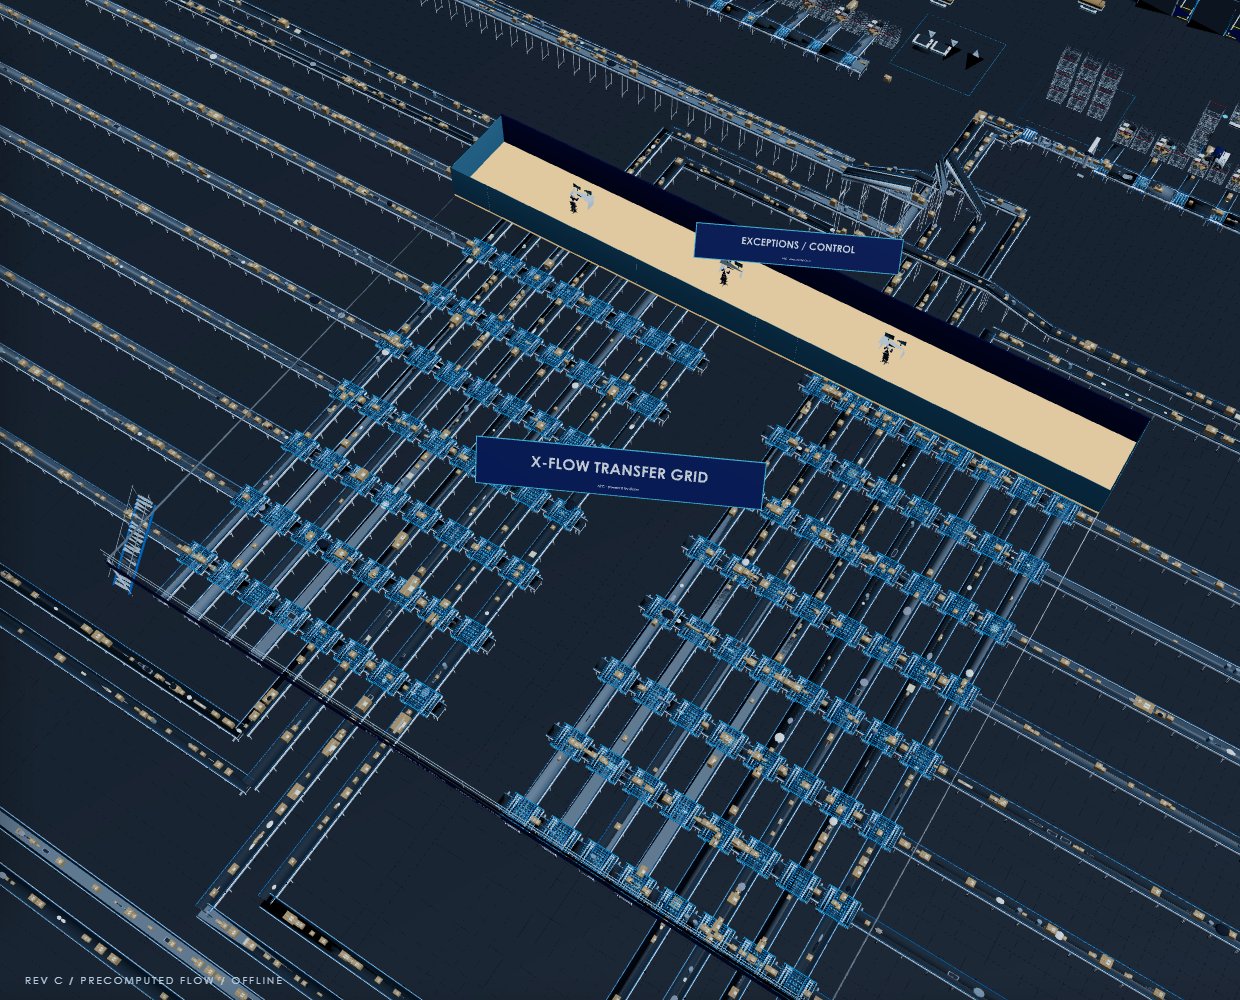 EXCEPTIONS / CONTROL
X-FLOW TRANSFER GRID
REV C / PRECOMPUTED FLOW / OFFLINE